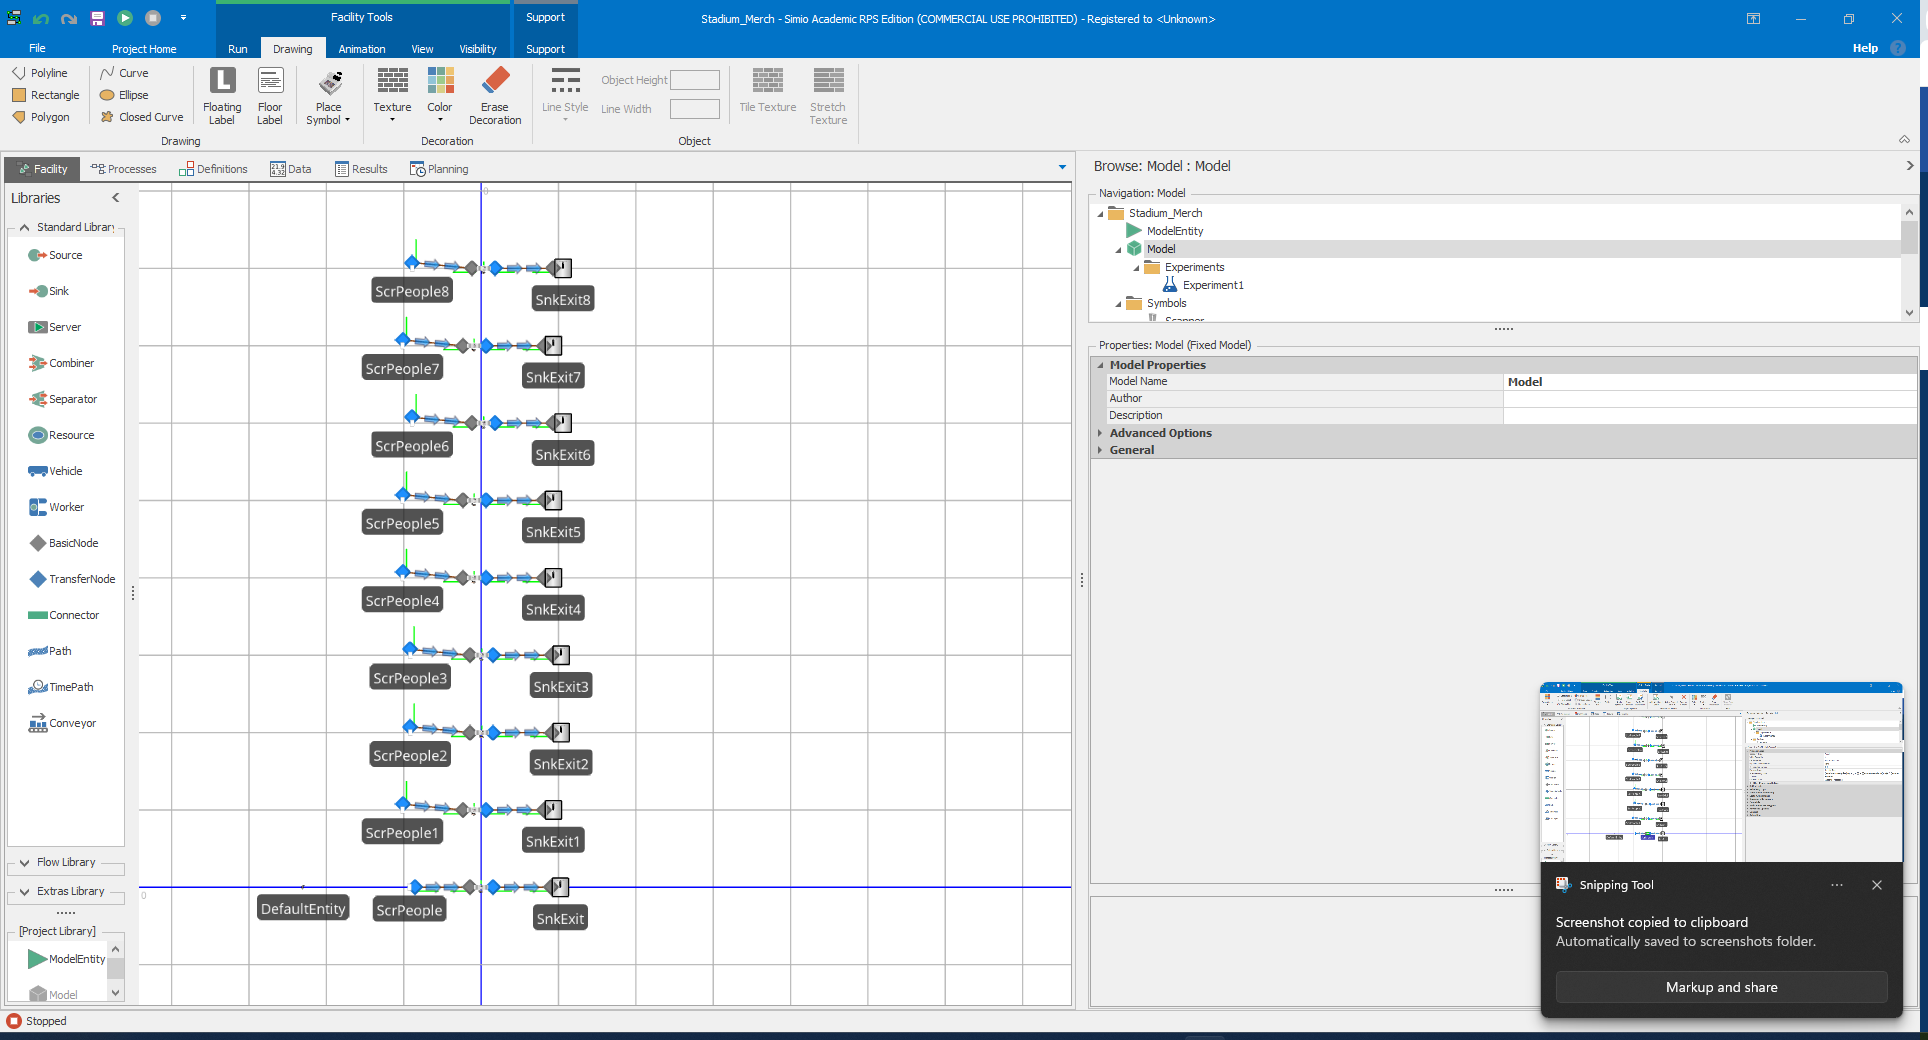 Facility Tools
Support
Stadium_Merch - Simio Academic RPS Edition (COMMERCIAL USE PROHIBITED) - Registered to <Unknown>
File
Project Home
Run
Drawing
Animation
View
Visibility
Support
Help
Polyline
Curve
Rectangle
Ellipse
Polygon
Closed Curve
Floating Label
Floor Label
Place Symbol
Texture
Color
Erase Decoration
Line Style
Object Height
Line Width
Tile Texture
Stretch Texture
Drawing
Decoration
Object
Facility
Processes
Definitions
Data
Results
Planning
Libraries
Standard Library
Source
Sink
Server
Combiner
Separator
Resource
Vehicle
Worker
BasicNode
TransferNode
Connector
Path
TimePath
Conveyor
Flow Library
Extras Library
[Project Library]
ModelEntity
Model
0
ScrPeople8
SnkExit8
ScrPeople7
SnkExit7
ScrPeople6
SnkExit6
ScrPeople5
SnkExit5
ScrPeople4
SnkExit4
ScrPeople3
SnkExit3
ScrPeople2
SnkExit2
ScrPeople1
SnkExit1
0
DefaultEntity
ScrPeople
SnkExit
Browse: Model : Model
Navigation: Model
Stadium_Merch
ModelEntity
Model
Experiments
Experiment1
Symbols
Scanner
Properties: Model (Fixed Model)
Model Properties
Model Name
Model
Author
Description
Advanced Options
General
Snipping Tool
Screenshot copied to clipboard
Automatically saved to screenshots folder.
Markup and share
Stopped